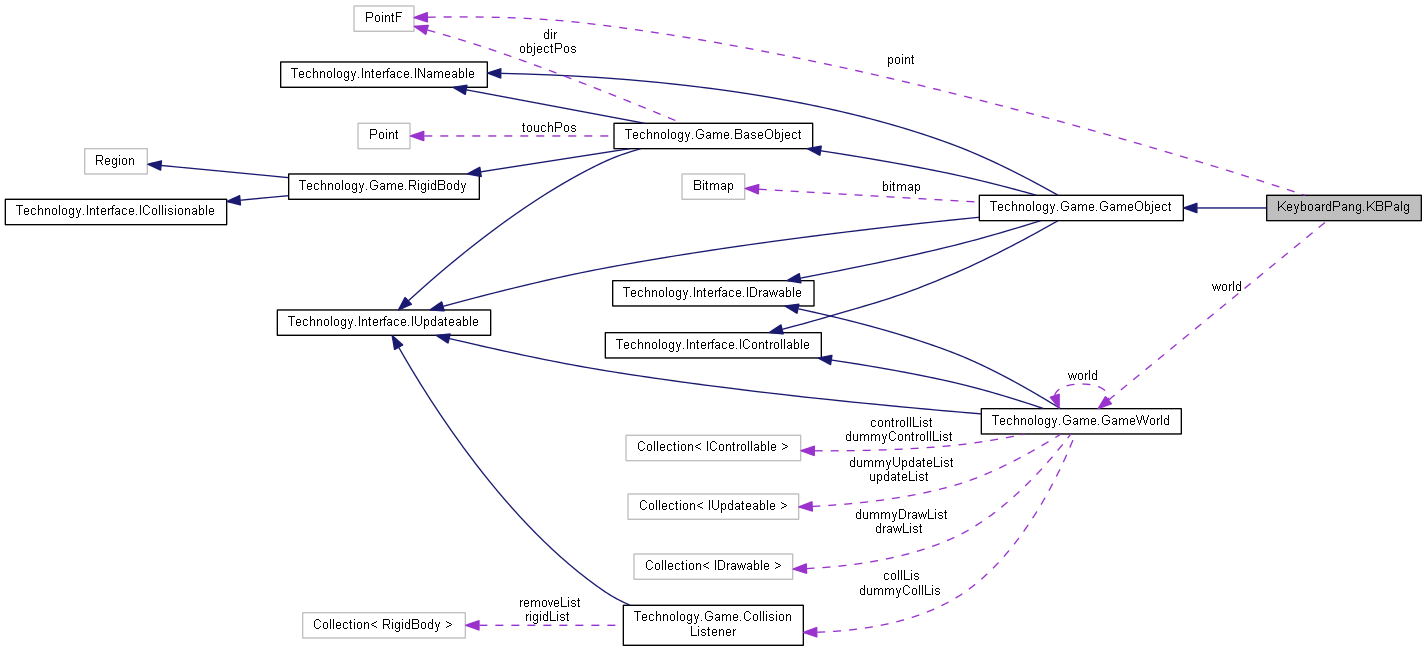 PointF
dir
objectPos
point
Technology.Interface.INameable
Point
touchPos
Technology.Game.BaseObject
Region
Technology.Game.RigidBody
Bitmap
bitmap
Technology.Interface.ICollisionable
Technology.Game.GameObject
KeyboardPang.KBPalg
Technology.Interface.IDrawable
world
Technology.Interface.IUpdateable
Technology.Interface.IControllable
world
Technology.Game.GameWorld
controllList
dummyControllList
Collection< IControllable >
dummyUpdateList
updateList
Collection< IUpdateable >
dummyDrawList
drawList
Collection< IDrawable >
collLis
dummyCollLis
removeList
rigidList
Collection< RigidBody >
Technology.Game.Collision
Listener